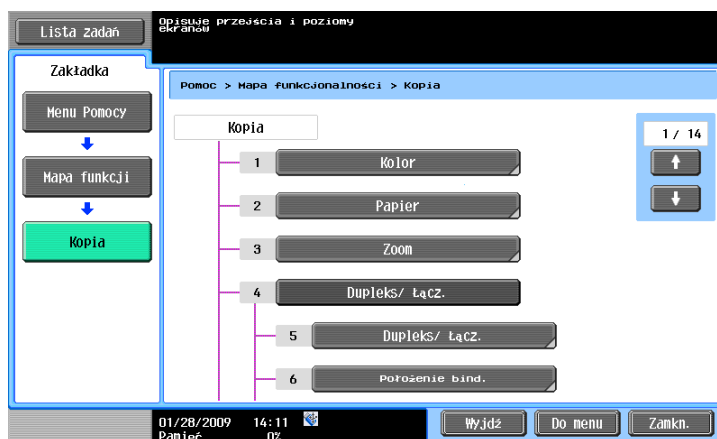 Lista zadań
Opisuje przejścia i poziomy
ekranów
Zakładka
Menu Pomocy
Mapa funkcji
Kopia
Pomoc > Mapa funkcjonalności > Kopia
Kopia
1 / 14
1 Kolor
2 Papier
3 Zoom
4 Dupleks/ Łącz.
5 Dupleks/ Łącz.
6 Położenie bind.
01/28/2009 14:11
Pamięć 0%
Wyjdź
Do menu
Zamkn.